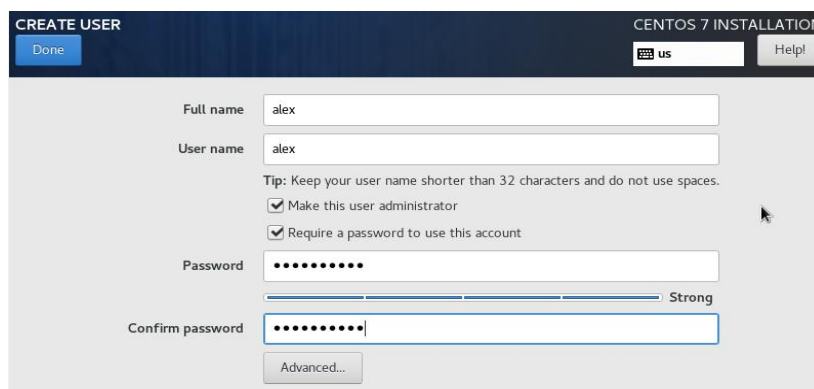 CREATE USER
CENTOS 7 INSTALLATION
Done
us
Help!
Full name
alex
User name
alex
Tip: Keep your user name shorter than 32 characters and do not use spaces.
Make this user administrator
Require a password to use this account
Password
••••••••••
Strong
Confirm password
••••••••••
Advanced...